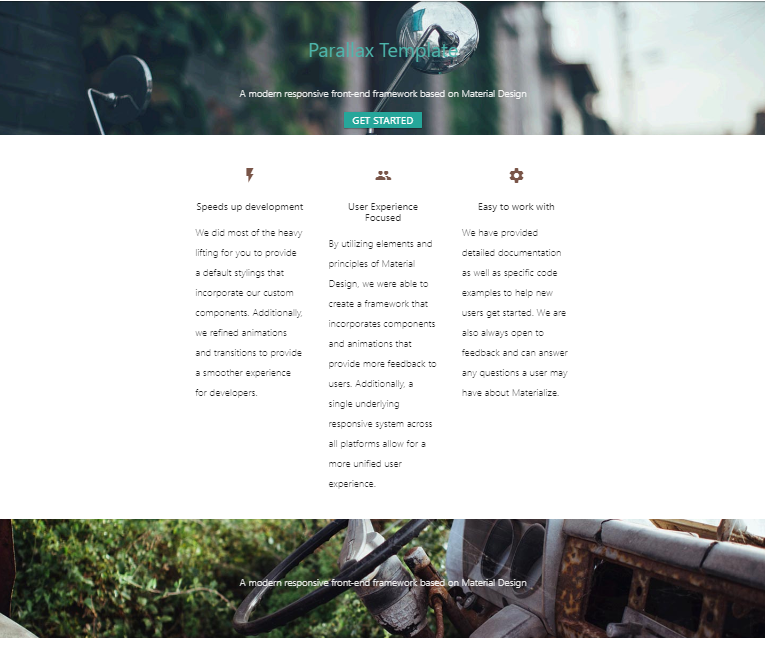 Parallax Template
A modern responsive front-end framework based on Material Design
GET STARTED
Speeds up development
We did most of the heavy
lifting for you to provide
a default stylings that
incorporate our custom
components. Additionally,
we refined animations
and transitions to provide
a smoother experience
for developers.
User Experience
Focused
By utilizing elements and
principles of Material
Design, we were able to
create a framework that
incorporates components
and animations that
provide more feedback to
users. Additionally, a
single underlying
responsive system across
all platforms allow for a
more unified user
experience.
Easy to work with
We have provided
detailed documentation
as well as specific code
examples to help new
users get started. We are
also always open to
feedback and can answer
any questions a user may
have about Materialize.
A modern responsive front-end framework based on Material Design